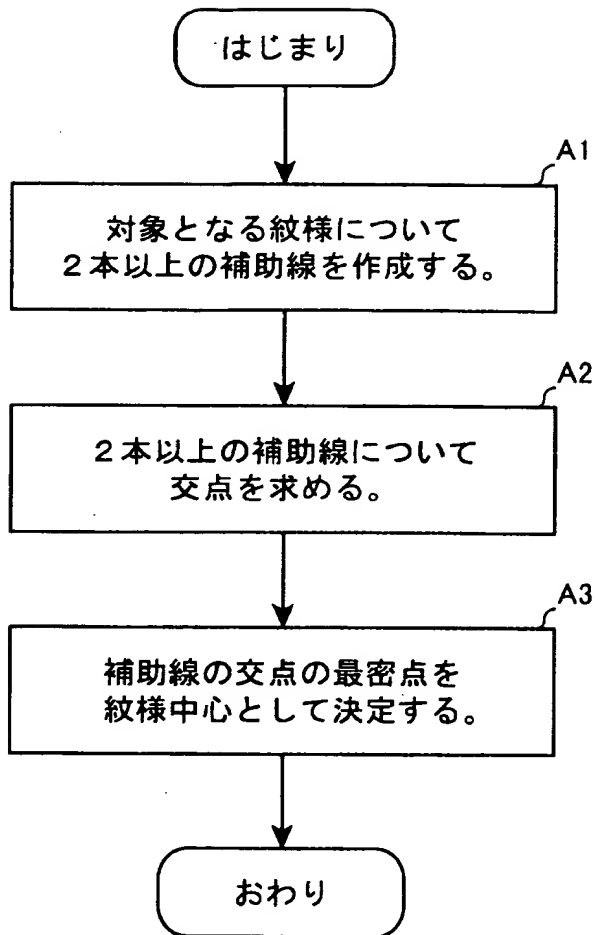 はじまり
A1
対象となる紋様について
２本以上の補助線を作成する。
A2
２本以上の補助線について
交点を求める。
A3
補助線の交点の最密点を
紋様中心として決定する。
おわり